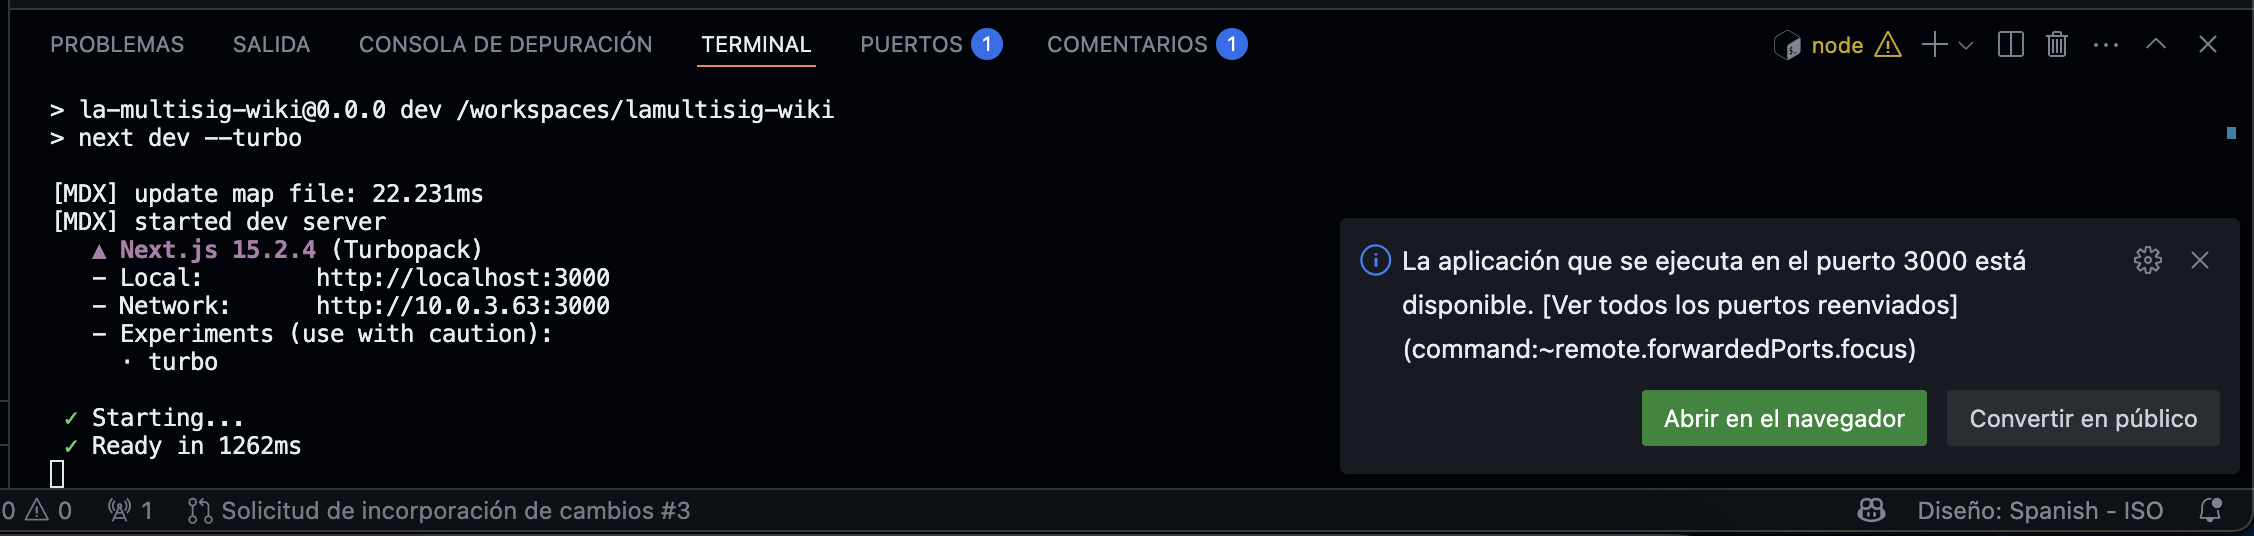 PROBLEMAS SALIDA CONSOLA DE DEPURACIÓN TERMINAL PUERTOS 1 COMENTARIOS 1 node
> la-multisig-wiki@0.0.0 dev /workspaces/lamultisig-wiki
> next dev --turbo
[MDX] update map file: 22.231ms
[MDX] started dev server
▲ Next.js 15.2.4 (Turbopack)
- Local: http://localhost:3000
- Network: http://10.0.3.63:3000
- Experiments (use with caution):
· turbo
✓ Starting...
✓ Ready in 1262ms
La aplicación que se ejecuta en el puerto 3000 está
disponible. [Ver todos los puertos reenviados]
(command:~remote.forwardedPorts.focus)
Abrir en el navegador Convertir en público
0 0 1 Solicitud de incorporación de cambios #3 Diseño: Spanish - ISO